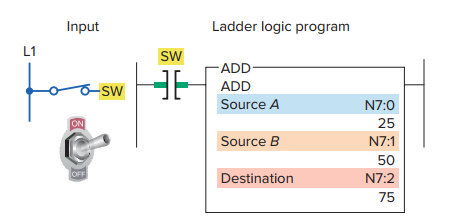 Input
Ladder logic program
L1
SW
SW
ON
OFF
ADD
ADD
Source A
N7:0
25
Source B
N7:1
50
Destination
N7:2
75